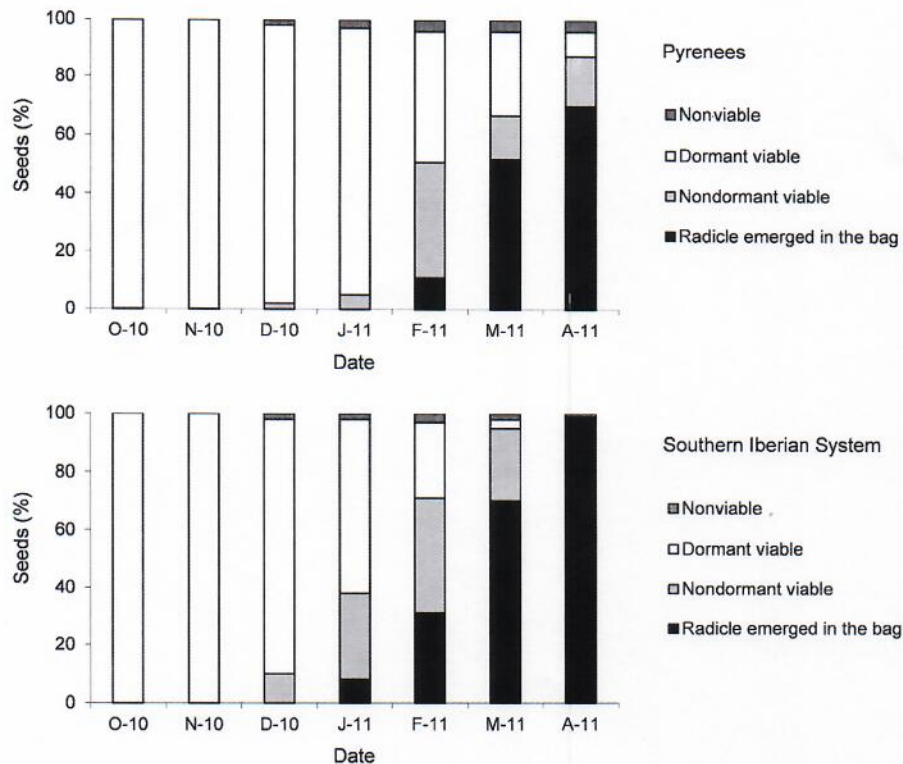 100
80
60
40
20
0
Seeds (%)
O-10 N-10 D-10 J-11 F-11 M-11 A-11
Date
Pyrenees
Nonviable
Dormant viable
Nondormant viable
Radicle emerged in the bag
100
80
60
40
20
0
Seeds (%)
O-10 N-10 D-10 J-11 F-11 M-11 A-11
Date
Southern Iberian System
Nonviable
Dormant viable
Nondormant viable
Radicle emerged in the bag